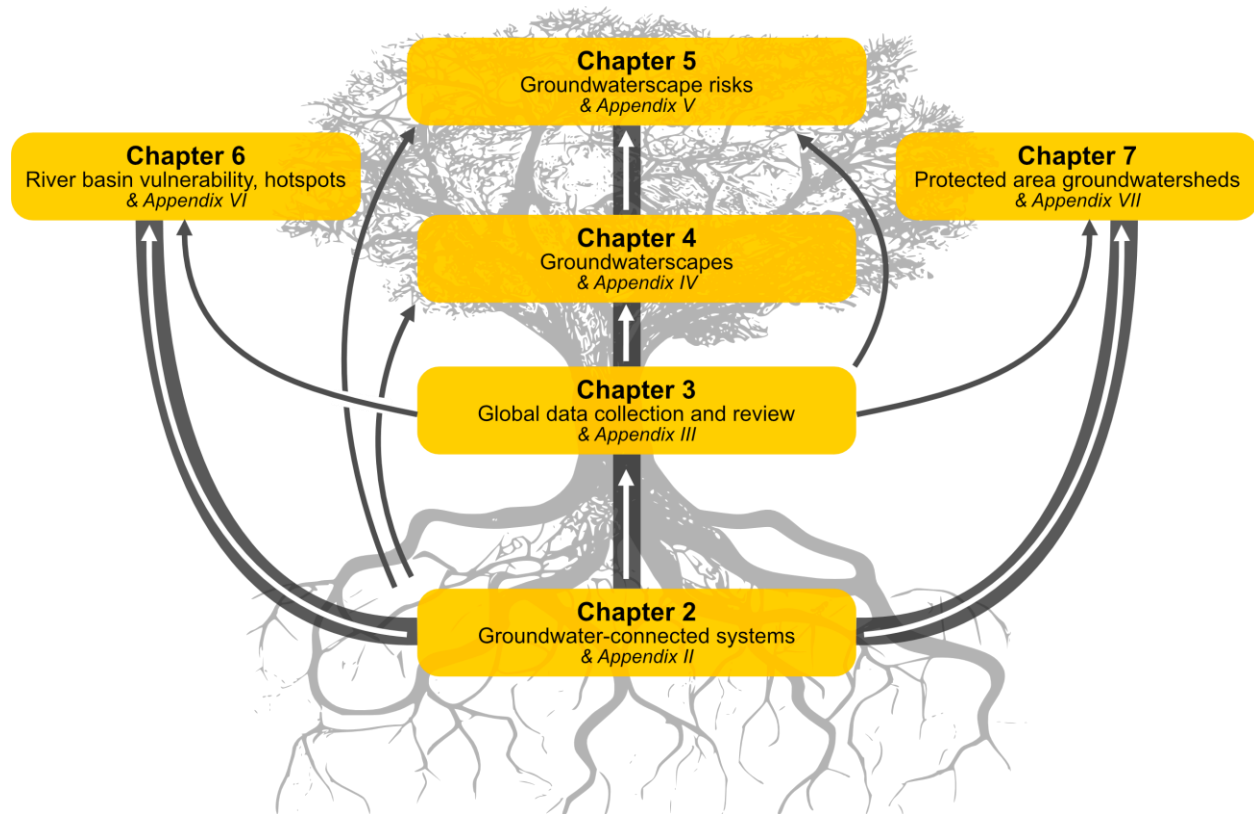 Chapter 5
Groundwaterscape risks
& Appendix V
Chapter 6
River basin vulnerability, hotspots
& Appendix VI
Chapter 7
Protected area groundwatersheds
& Appendix VII
Chapter 4
Groundwaterscapes
& Appendix IV
Chapter 3
Global data collection and review
& Appendix III
Chapter 2
Groundwater-connected systems
& Appendix II